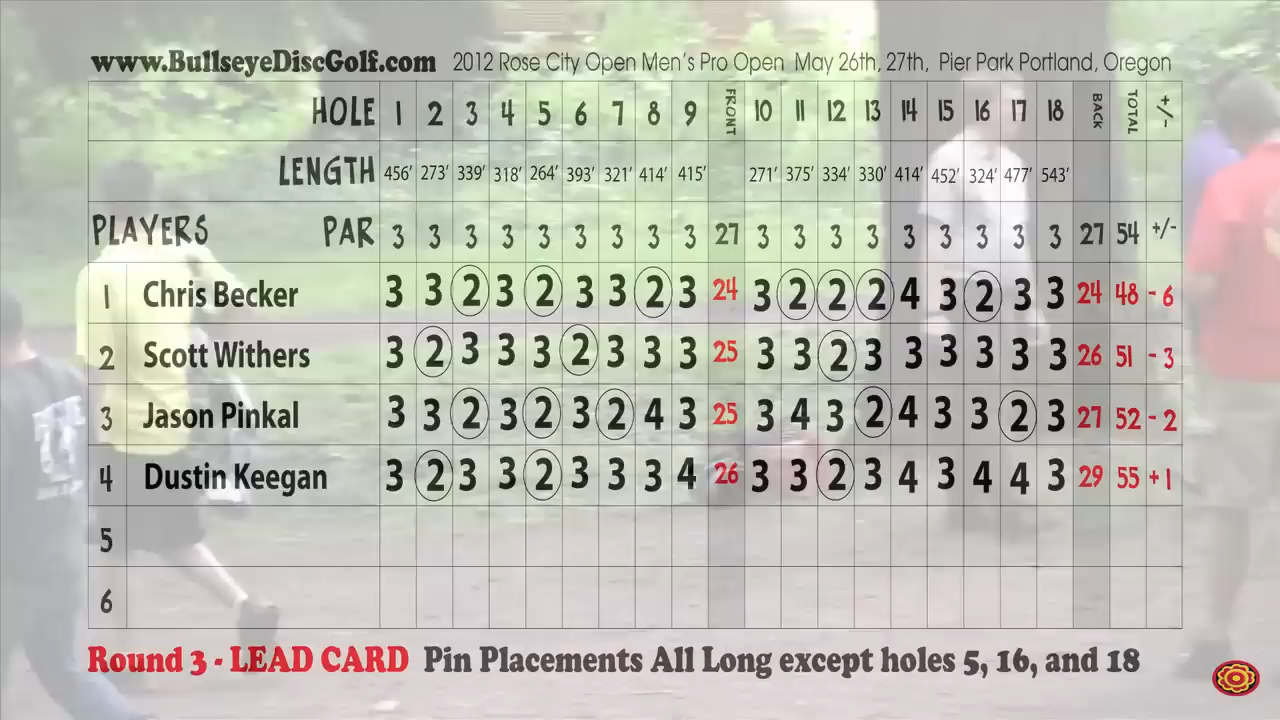 www.BullseyeDiscGolf.com 2012 Rose City Open Men's Pro Open May 26th, 27th, Pier Park Portland, Oregon
HOLE 1 2 3 4 5 6 7 8 9 FRONT 10 11 12 13 14 15 16 17 18 BACK TOTAL +/-
LENGTH 456' 273' 339' 318' 264' 393' 321' 414' 415' 271' 375' 334' 330' 414' 452' 324' 477' 543'
PLAYERS PAR 3 3 3 3 3 3 3 3 3 27 3 3 3 3 3 3 3 3 3 27 54 +/-
1 Chris Becker 3 3 2 3 2 3 3 2 3 24 3 2 2 2 4 3 2 3 3 24 48 - 6
2 Scott Withers 3 2 3 3 3 2 3 3 3 25 3 3 2 3 3 3 3 3 3 26 51 - 3
3 Jason Pinkal 3 3 2 3 2 3 2 4 3 25 3 4 3 2 4 3 3 2 3 27 52 - 2
4 Dustin Keegan 3 2 3 3 2 3 3 3 4 26 3 3 2 3 4 3 4 4 3 29 55 +1
5
6
Round 3 - LEAD CARD Pin Placements All Long except holes 5, 16, and 18